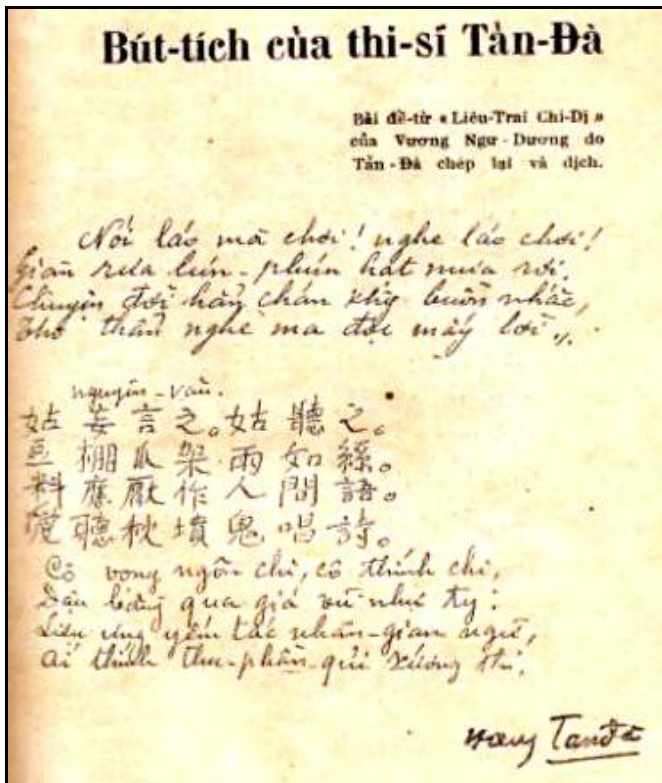 Bút-tích của thi-sĩ Tản-Đà
Bài đề-từ « Liêu-Trai Chí-Dị »
của Vương Ngư-Dương do
Tản-Đà chép lại và dịch.
Nói láo mà chơi! nghe láo chơi!
Giàn dưa lún-phún hạt mưa rơi.
Chuyện đời hẳn chán khg buồn nhắc,
Thơ thẩn nghe ma đọc mấy lời.
nguyên-văn.
姑妄言之。姑聽之。
豆棚瓜架雨如絲。
料應厭作人間語。
愛聽秋墳鬼唱詩。
Cô vọng ngôn chi, cô thính chi,
Đậu bằng qua giá vũ như ty;
Liệu ưng yếm tác nhân-gian ngữ,
Ái thính thu-phần quỉ xướng thi.
Tanđà